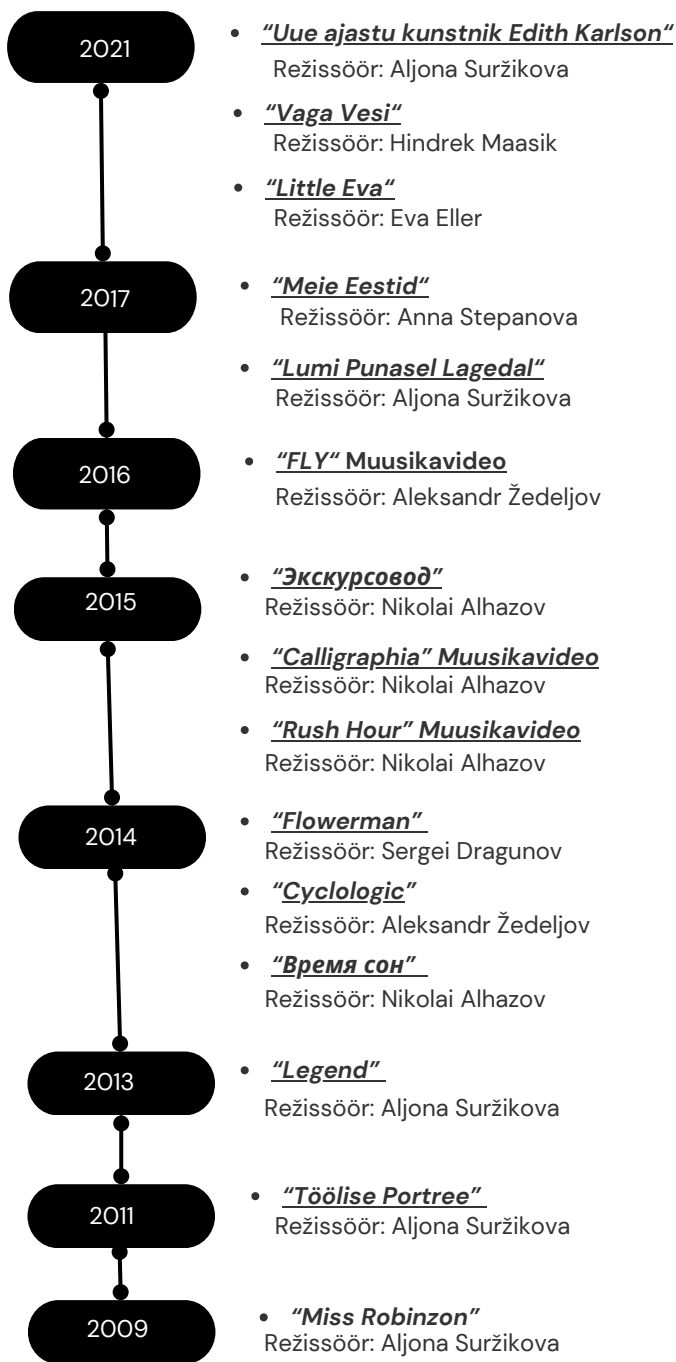 2021
• “Uue ajastu kunstnik Edith Karlson“
Režissöör: Aljona Suržikova
• “Vaga Vesi“
Režissöör: Hindrek Maasik
• “Little Eva“
Režissöör: Eva Eller
2017
• “Meie Eestid“
Režissöör: Anna Stepanova
• “Lumi Punasel Lagedal“
Režissöör: Aljona Suržikova
2016
• “FLY“ Muusikavideo
Režissöör: Aleksandr Žedeljov
2015
• “Экскурсовод”
Režissöör: Nikolai Alhazov
• “Calligraphia” Muusikavideo
Režissöör: Nikolai Alhazov
• “Rush Hour” Muusikavideo
Režissöör: Nikolai Alhazov
2014
• “Flowerman”
Režissöör: Sergei Dragunov
• “Cyclologic”
Režissöör: Aleksandr Žedeljov
• “Время сон”
Režissöör: Nikolai Alhazov
2013
• “Legend”
Režissöör: Aljona Suržikova
2011
• “Töölise Portree”
Režissöör: Aljona Suržikova
2009
• “Miss Robinzon”
Režissöör: Aljona Suržikova